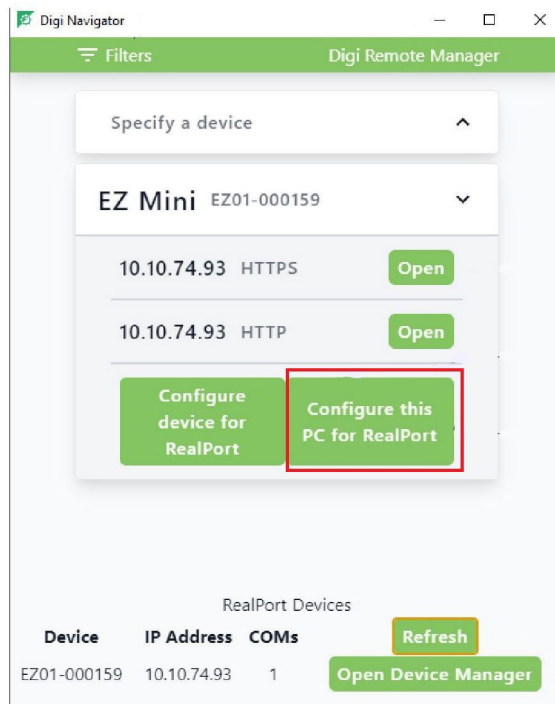 Digi Navigator
Filters Digi Remote Manager
Specify a device
EZ Mini EZ01-000159
10.10.74.93 HTTPS Open
10.10.74.93 HTTP Open
Configure
device for
RealPort
Configure this
PC for RealPort
RealPort Devices
Device IP Address COMs Refresh
EZ01-000159 10.10.74.93 1 Open Device Manager